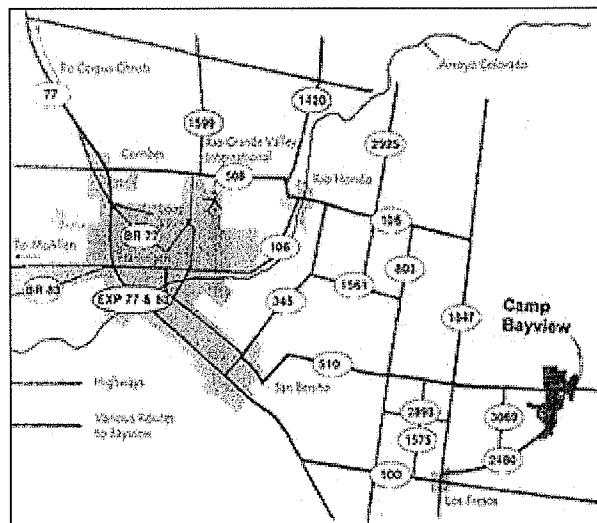 To Corpus Christi
Arroyo Colorado
77
1599
1420
2925
Combes
Rio Grande Valley
International
508
Rio Hondo
BR 77
106
106
To McAllen
803
1561
BR 83
EXP 77 & 83
345
1847
Camp
Bayview
510
San Benito
Highways
Various Routes
to Bayview
2893
3069
1575
2480
100
Los Fresnos